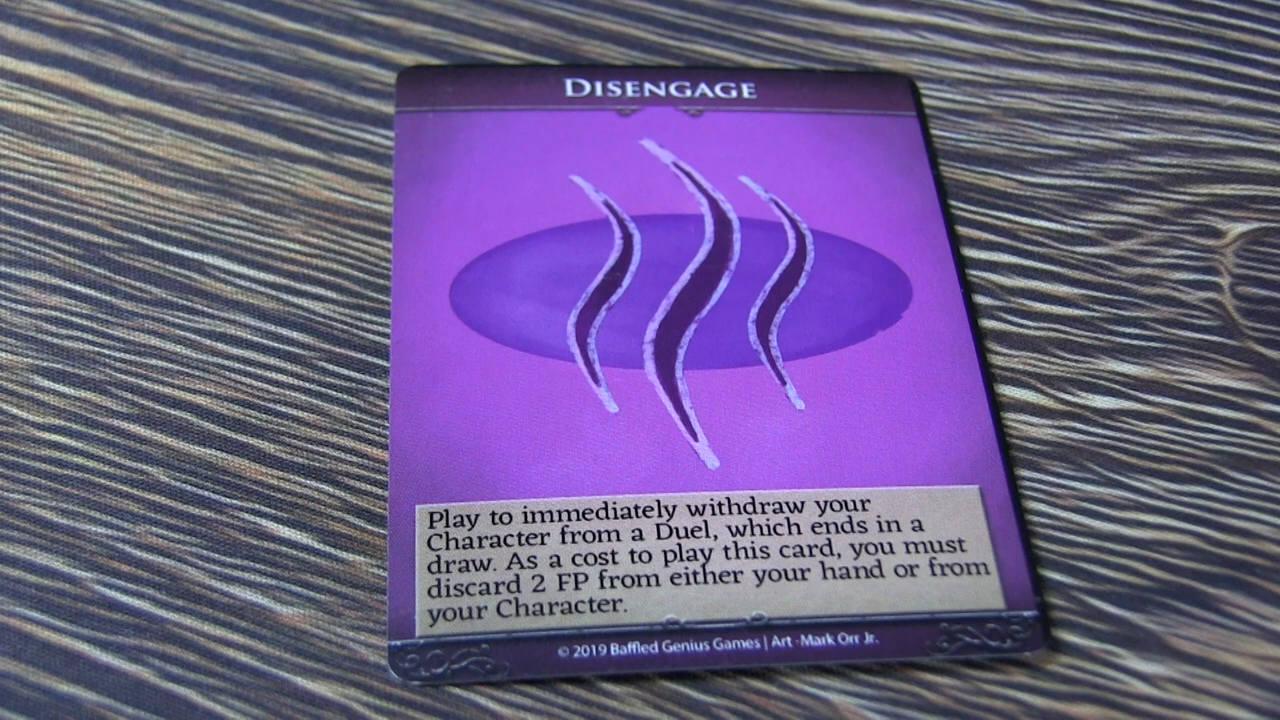 DISENGAGE
Play to immediately withdraw your
Character from a Duel, which ends in a
draw. As a cost to play this card, you must
discard 2 FP from either your hand or from
your Character.
© 2019 Baffled Genius Games | Art - Mark Orr Jr.